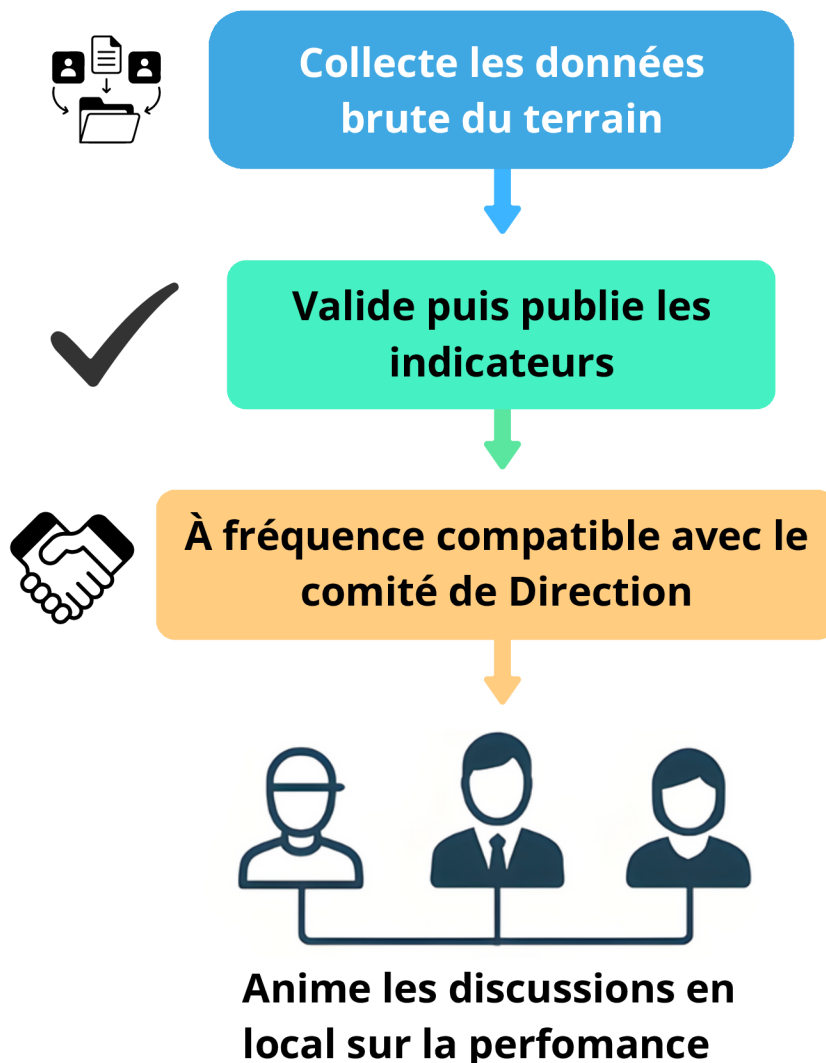 Collecte les données
brute du terrain
Valide puis publie les
indicateurs
À fréquence compatible avec le
comité de Direction
Anime les discussions en
local sur la perfomance